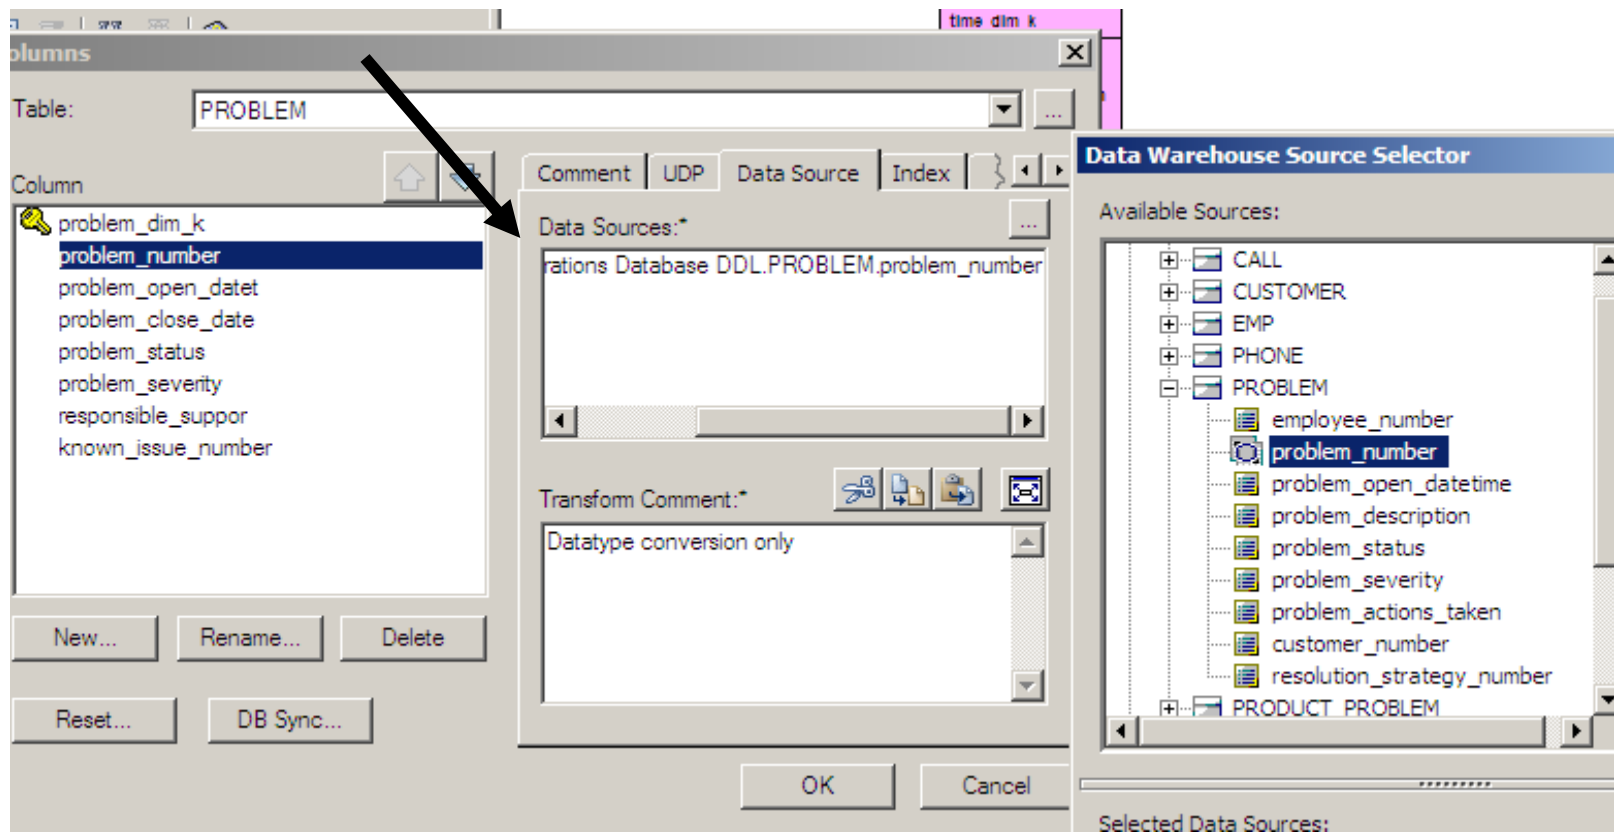 time dim k
olumns
Table:
PROBLEM
...
Column
problem_dim_k
problem_number
problem_open_datet
problem_close_date
problem_status
problem_severity
responsible_suppor
known_issue_number
New...
Rename...
Delete
Reset...
DB Sync...
Comment
UDP
Data Source
Index
Data Sources:*
...
rations Database DDL.PROBLEM.problem_number
Transform Comment:*
Datatype conversion only
OK
Cancel
Data Warehouse Source Selector
Available Sources:
CALL
CUSTOMER
EMP
PHONE
PROBLEM
employee_number
problem_number
problem_open_datetime
problem_description
problem_status
problem_severity
problem_actions_taken
customer_number
resolution_strategy_number
PRODUCT PROBLEM
Selected Data Sources: